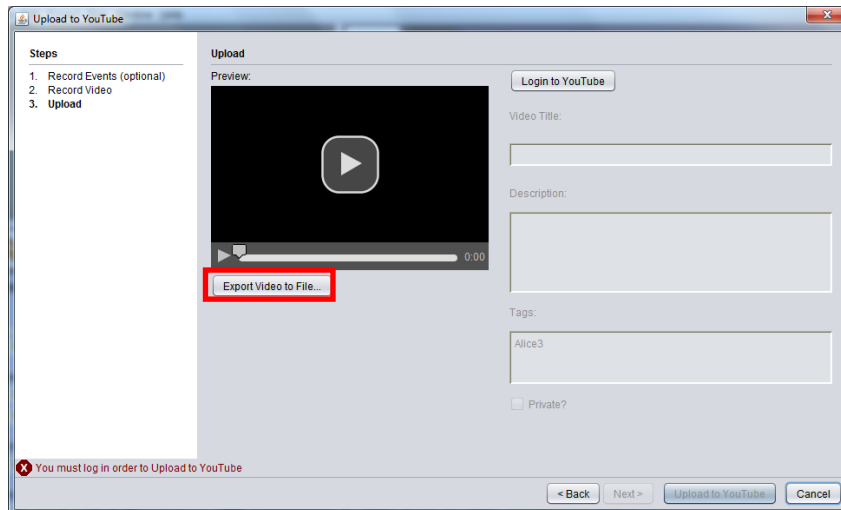 Upload to YouTube
Steps
1. Record Events (optional)
2. Record Video
3. Upload
Upload
Preview:
0:00
Export Video to File...
Login to YouTube
Video Title:
Description:
Tags:
Alice3
Private?
You must log in order to Upload to YouTube
< Back
Next >
Upload to YouTube
Cancel